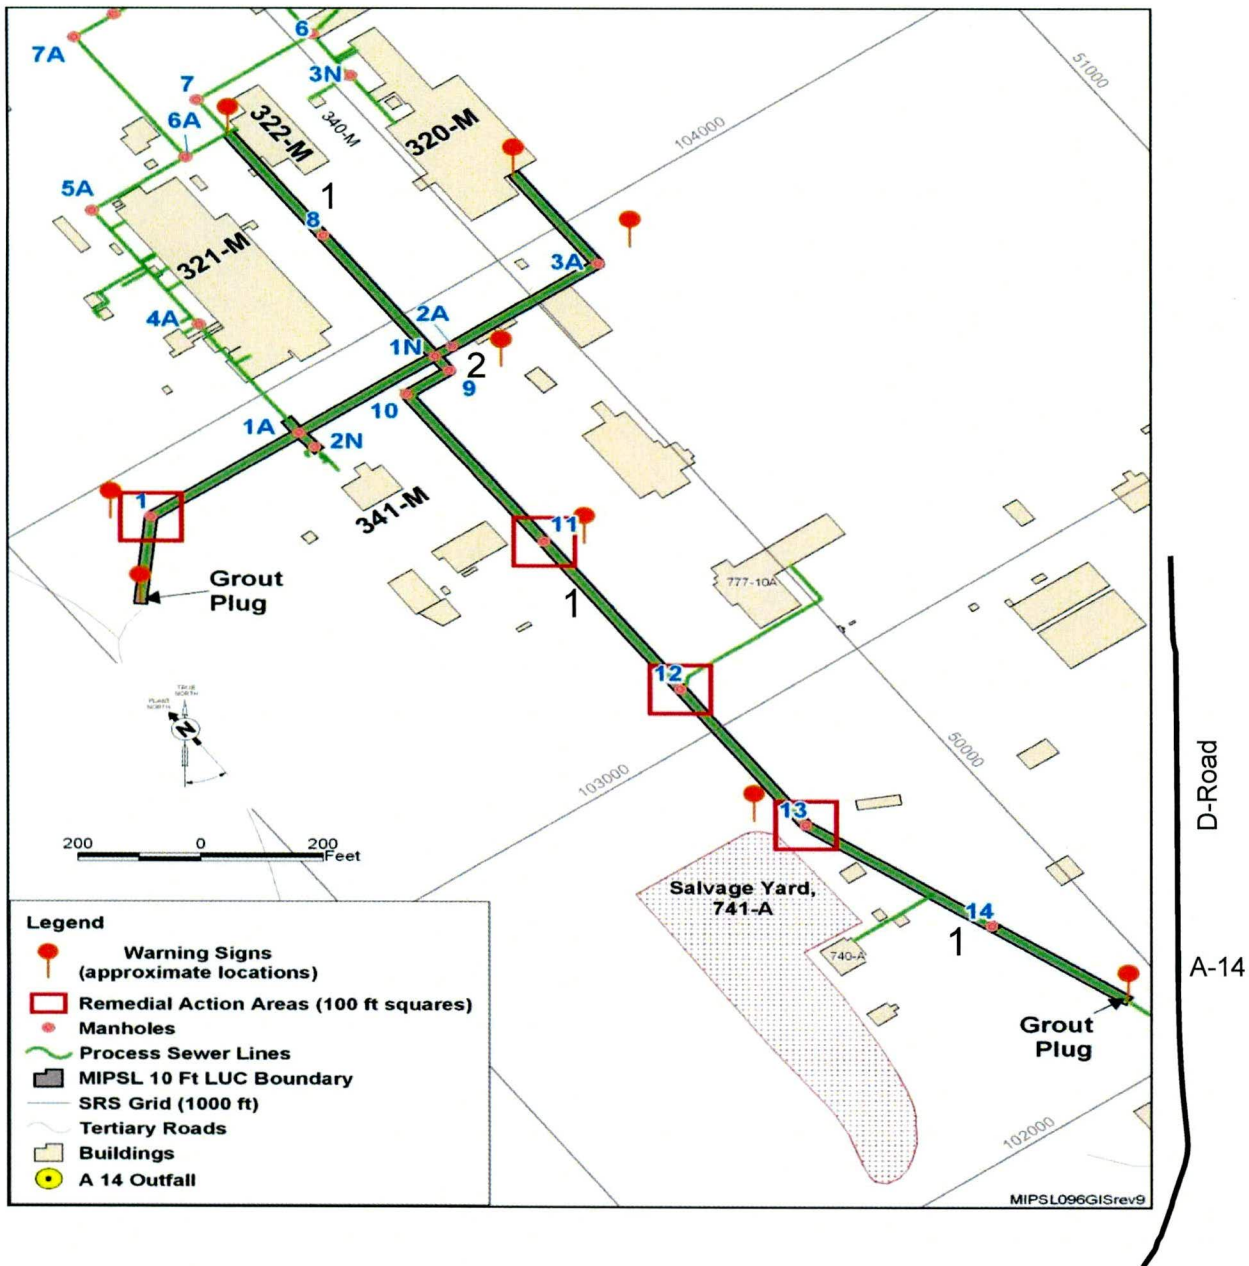 6
7A
3N
51000
7
322-M
340-M
320-M
104000
6A
5A
1
8
321-M
3A
2A
4A
1N
2
9
10
1A
2N
341-M
1
11
Grout
Plug
777-10A
1
12
TRUE
NORTH
PLANT
NORTH
N
50000
103000
D-Road
13
200 0 200
Feet
Salvage Yard,
741-A
14
1
740-A
A-14
Grout
Plug
Legend
Warning Signs
(approximate locations)
Remedial Action Areas (100 ft squares)
Manholes
Process Sewer Lines
MIPSL 10 Ft LUC Boundary
SRS Grid (1000 ft)
Tertiary Roads
Buildings
A 14 Outfall
102000
MIPSL096GISrev9